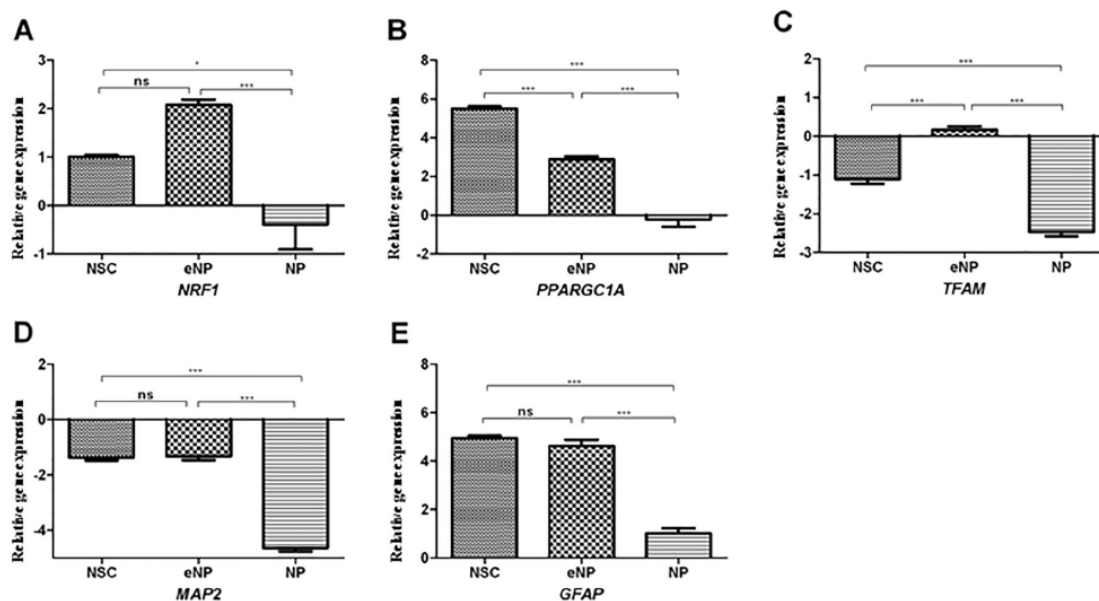 A
Relative gene expression
3
2
1
0
-1
*
ns
***
NSC eNP NP
NRF1
B
Relative gene expression
8
6
4
2
0
-2
***
*** ***
NSC eNP NP
PPARGC1A
C
Relative gene expression
2
1
0
-1
-2
-3
***
*** ***
NSC eNP NP
TFAM
D
Relative gene expression
2
0
-2
-4
***
ns ***
NSC eNP NP
MAP2
E
Relative gene expression
8
6
4
2
0
***
ns ***
NSC eNP NP
GFAP